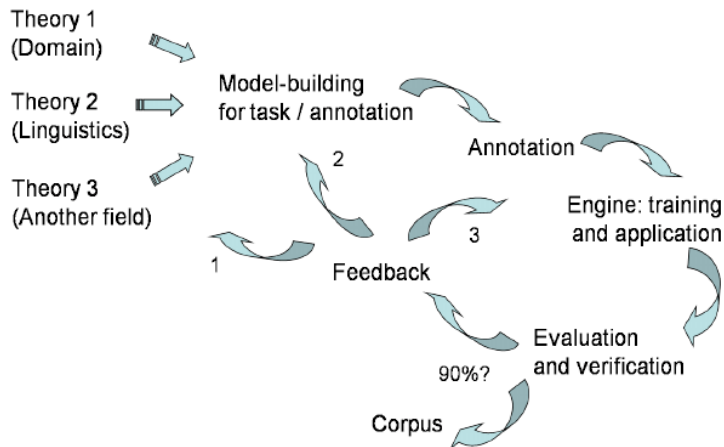 Theory 1
(Domain)
Theory 2
(Linguistics)
Theory 3
(Another field)
Model-building
for task / annotation
Annotation
Engine: training
and application
2
3
1
Feedback
Evaluation
and verification
90%?
Corpus